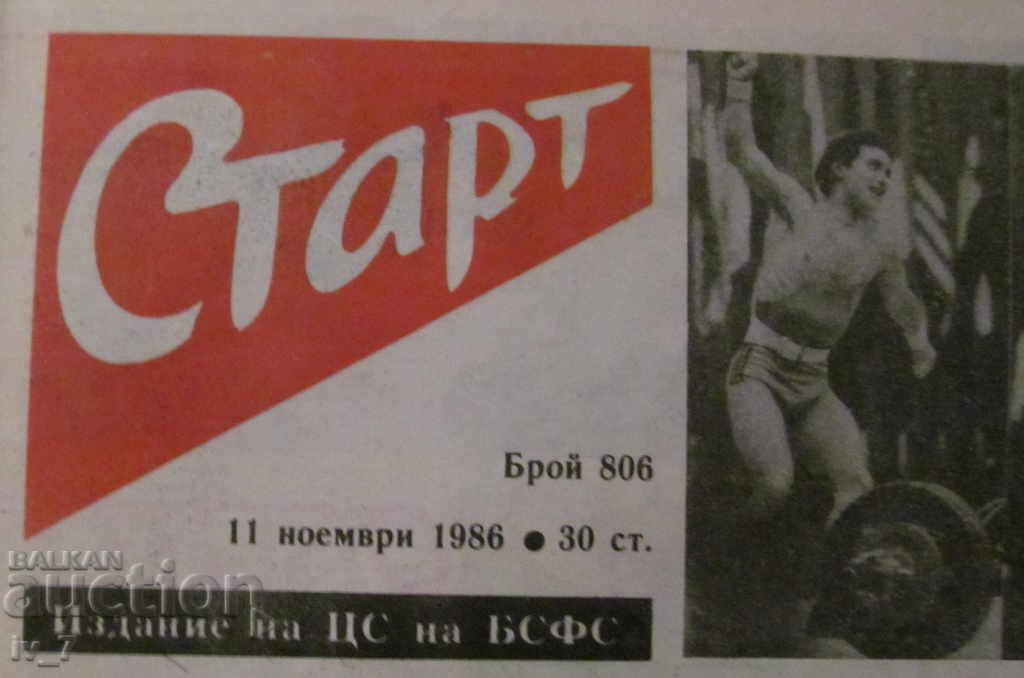 Старт
Брой 806
11 ноември 1986 ● 30 ст.
BALKAN
auction
Издание на ЦС на БСФС
iv_7